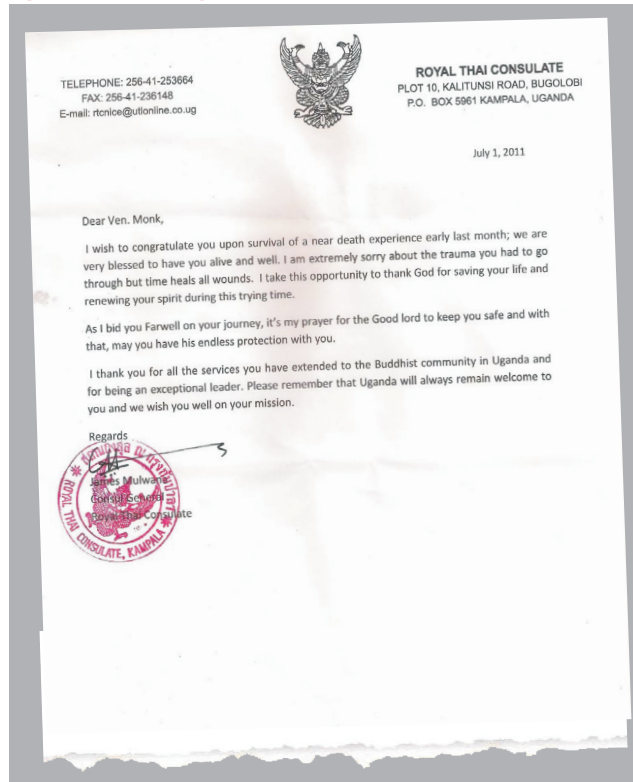 TELEPHONE: 256-41-253664
FAX: 256-41-236148
E-mail: rtcnice@utlonline.co.ug
ROYAL THAI CONSULATE
PLOT 10, KALITUNSI ROAD, BUGOLOBI
P.O. BOX 5961 KAMPALA, UGANDA
July 1, 2011
Dear Ven. Monk,
I wish to congratulate you upon survival of a near death experience early last month; we are
very blessed to have you alive and well. I am extremely sorry about the trauma you had to go
through but time heals all wounds. I take this opportunity to thank God for saving your life and
renewing your spirit during this trying time.
As I bid you Farwell on your journey, it's my prayer for the Good lord to keep you safe and with
that, may you have his endless protection with you.
I thank you for all the services you have extended to the Buddhist community in Uganda and
for being an exceptional leader. Please remember that Uganda will always remain welcome to
you and we wish you well on your mission.
Regards
James Mulwana
Consul General
Royal Thai Consulate
ROYAL THAI CONSULATE, KAMPALA